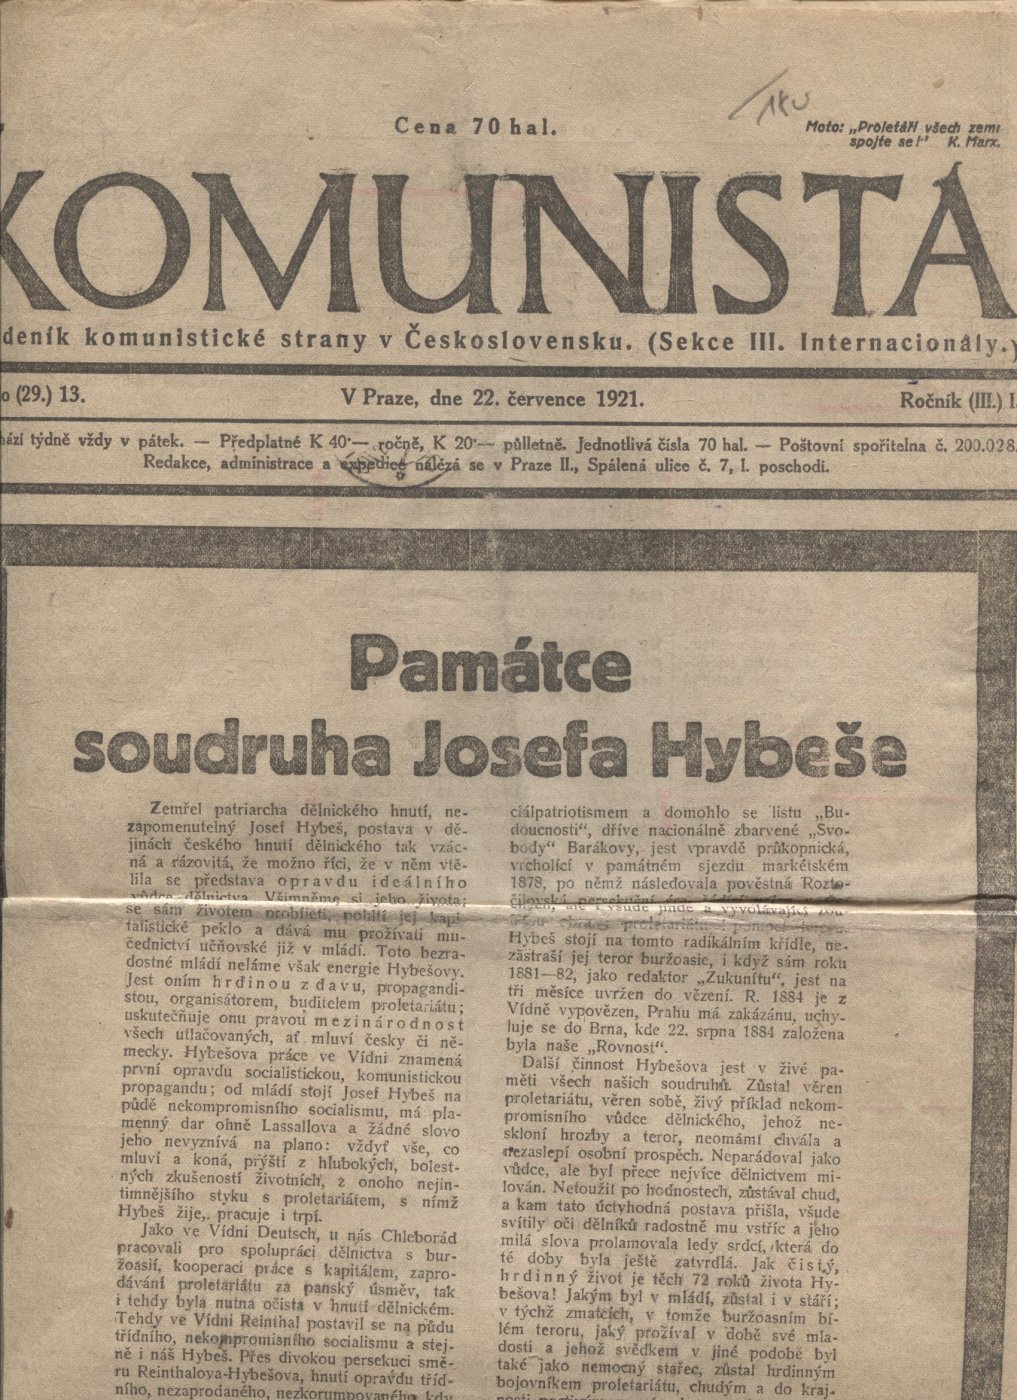 Cena 70 hal.
Moto: „Proletáři všech zemí
spojte se!" K. Marx.
KOMUNISTA
deník komunistické strany v Československu. (Sekce III. Internacionály.)
(29.) 13.
V Praze, dne 22. července 1921.
Ročník (III.) I.
týdně vždy v pátek. — Předplatné K 40·— ročně, K 20·— půlletně. Jednotlivá čísla 70 hal. — Poštovní spořitelna č. 200.028.
Redakce, administrace a expedice nalézá se v Praze II., Spálená ulice č. 7, I. poschodí.
Památce
soudruha Josefa Hybeše
Zemřel patriarcha dělnického hnutí, ne-
zapomenutelný Josef Hybeš, postava v dě-
jinách českého hnutí dělnického tak vzác-
ná a rázovitá, že možno říci, že v něm vtě-
lila se představa opravdu ideálního
vůdce dělnictva. Všimněme si jeho života;
se sám životem probíjeti, pohltí jej kapi-
talistické peklo a dává mu prožívati mu-
čednictví učňovské již v mládí. Toto bezra-
dostné mládí neláme však energie Hybešovy.
Jest oním hrdinou z davu, propagandi-
stou, organisátorem, buditelem proletariátu;
uskutečňuje onu pravou mezinárodnost
všech utlačovaných, ať mluví česky či ně-
mecky. Hybešova práce ve Vídni znamená
první opravdu socialistickou, komunistickou
propagandu; od mládí stojí Josef Hybeš na
půdě nekompromisního socialismu, má pla-
menný dar ohně Lassallova a žádné slovo
jeho nevyznívá na plano: vždyť vše, co
mluví a koná, prýští z hlubokých, bolest-
ných zkušeností životních, z onoho nejin-
timnějšího styku s proletariátem, s nímž
Hybeš žije, pracuje i trpí.
Jako ve Vídni Deutsch, u nás Chleborád
pracovali pro spolupráci dělnictva s bur-
žoasií, kooperaci práce s kapitálem, zapro-
dávání proletariátu za panský úsměv, tak
i tehdy byla nutná očista v hnutí dělnickém.
Tehdy ve Vídni Reinthal postavil se na půdu
třídního, nekompromisního socialismu a stej-
ně i náš Hybeš. Přes divokou persekuci smě-
ru Reinthalova-Hybešova, hnutí opravdu tříd-
ního, nezaprodaného, nezkorumpovaného, kdy
ciálpatriotismem a domohlo se listu „Bu-
doucnosti", dříve nacionálně zbarvené „Svo-
body" Barákovy, jest vpravdě průkopnická,
vrcholící v památném sjezdu markétském
1878, po němž následovala pověstná Rozto-
Hybeš stojí na tomto radikálním křídle, ne-
zastraší jej teror buržoasie, i když sám roku
1881—82, jako redaktor „Zukunftu", jest na
tři měsíce uvržen do vězení. R. 1884 je z
Vídně vypovězen, Prahu má zakázánu, uchy-
luje se do Brna, kde 22. srpna 1884 založena
byla naše „Rovnost".
Další činnost Hybešova jest v živé pa-
měti všech našich soudruhů. Zůstal věren
proletariátu, věren sobě, živý příklad nekom-
promisního vůdce dělnického, jehož ne-
skloní hrozby a teror, neomámí chvála a
nezaslepí osobní prospěch. Neparádoval jako
vůdce, ale byl přece nejvíce dělnictvem mi-
lován. Netoužil po hodnostech, zůstával chud,
a kam tato úctyhodná postava přišla, všude
svítily oči dělníků radostně mu vstříc a jeho
milá slova prolamovala ledy srdcí, která do
té doby byla ještě zatvrdlá. Jak čistý,
hrdinný život je těch 72 roků života Hy-
bešova! Jakým byl v mládí, zůstal i v stáří;
v týchž zmatcích, v tomže buržoasním bí-
lém teroru, jaký prožíval v době své mla-
dosti a jehož svědkem v jiné podobě byl
také jako nemocný stařec, zůstal hrdinným
bojovníkem proletariátu, chudým a do kraj-